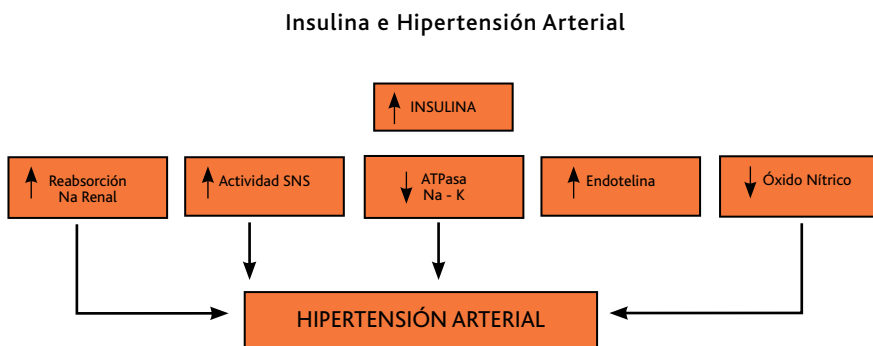 Insulina e Hipertensión Arterial
INSULINA
Reabsorción
Na Renal
Actividad SNS
ATPasa
Na - K
Endotelina
Óxido Nítrico
HIPERTENSIÓN ARTERIAL